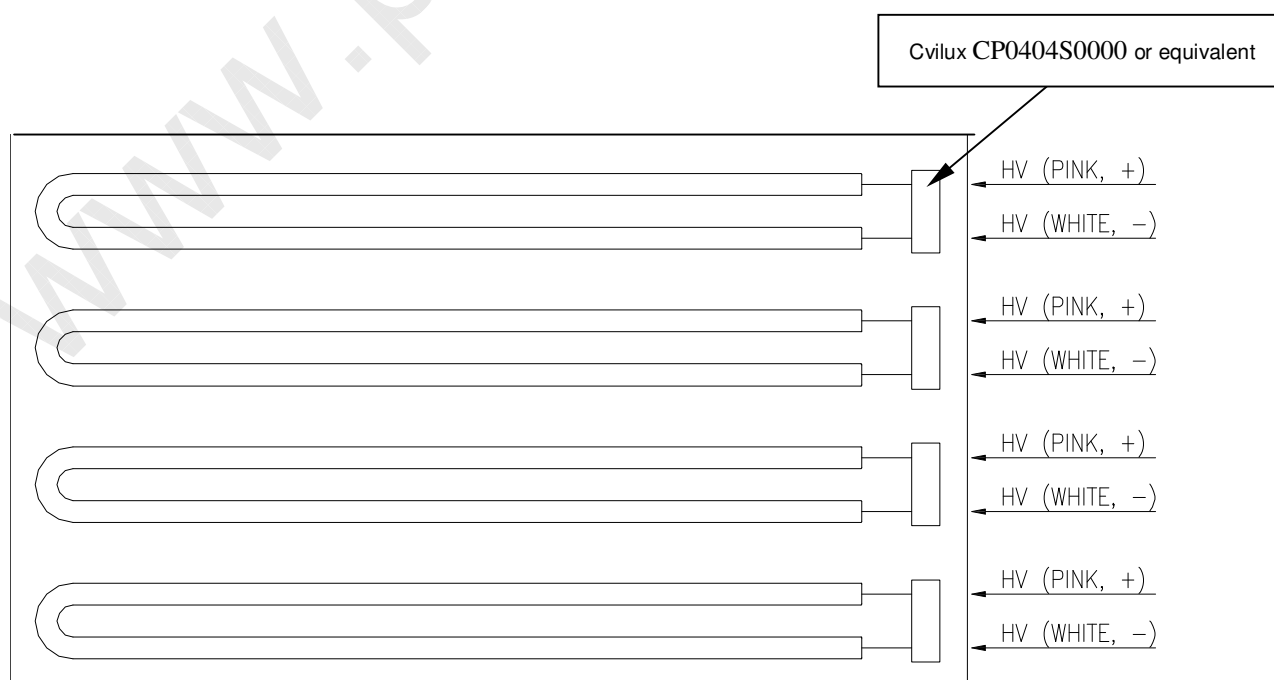 www.p
Cvilux CP0404S0000 or equivalent
HV (PINK, +)
HV (WHITE, −)
HV (PINK, +)
HV (WHITE, −)
HV (PINK, +)
HV (WHITE, −)
HV (PINK, +)
HV (WHITE, −)